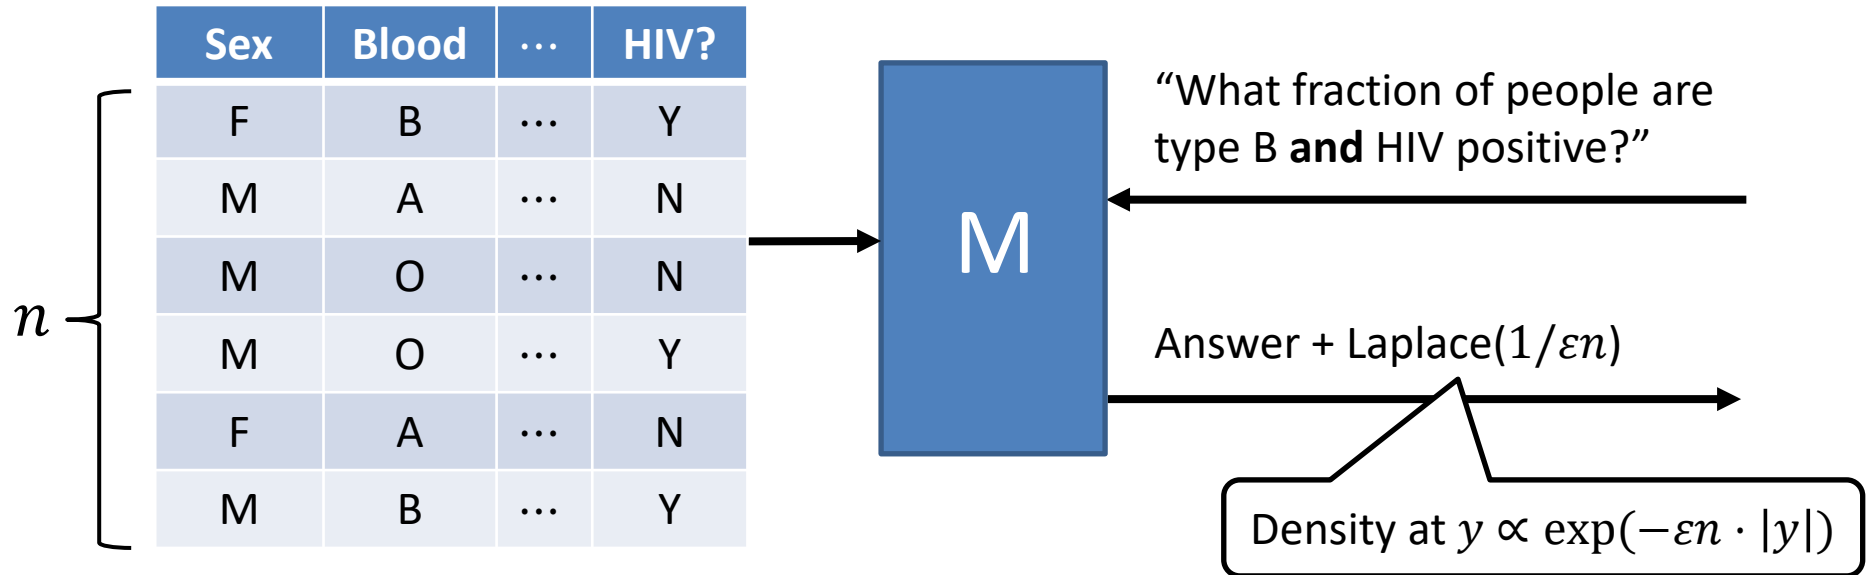 Sex Blood ⋯ HIV?
F B ⋯ Y
M A ⋯ N
M O ⋯ N
M O ⋯ Y
F A ⋯ N
M B ⋯ Y
n
M
“What fraction of people are
type B and HIV positive?”
Answer + Laplace(1/εn)
Density at y ∝ exp(−εn · |y|)